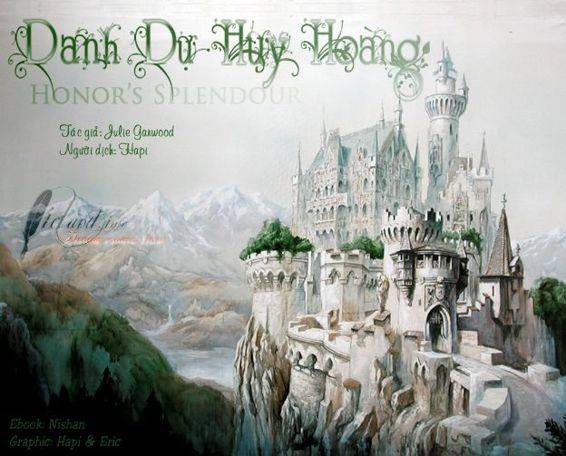 Danh Dự Huy Hoàng
HONOR'S SPLENDOUR
Tác giả: Julie Garwood
Người dịch: Hapi
Ebook: Nishan
Graphic: Hapi & Eric